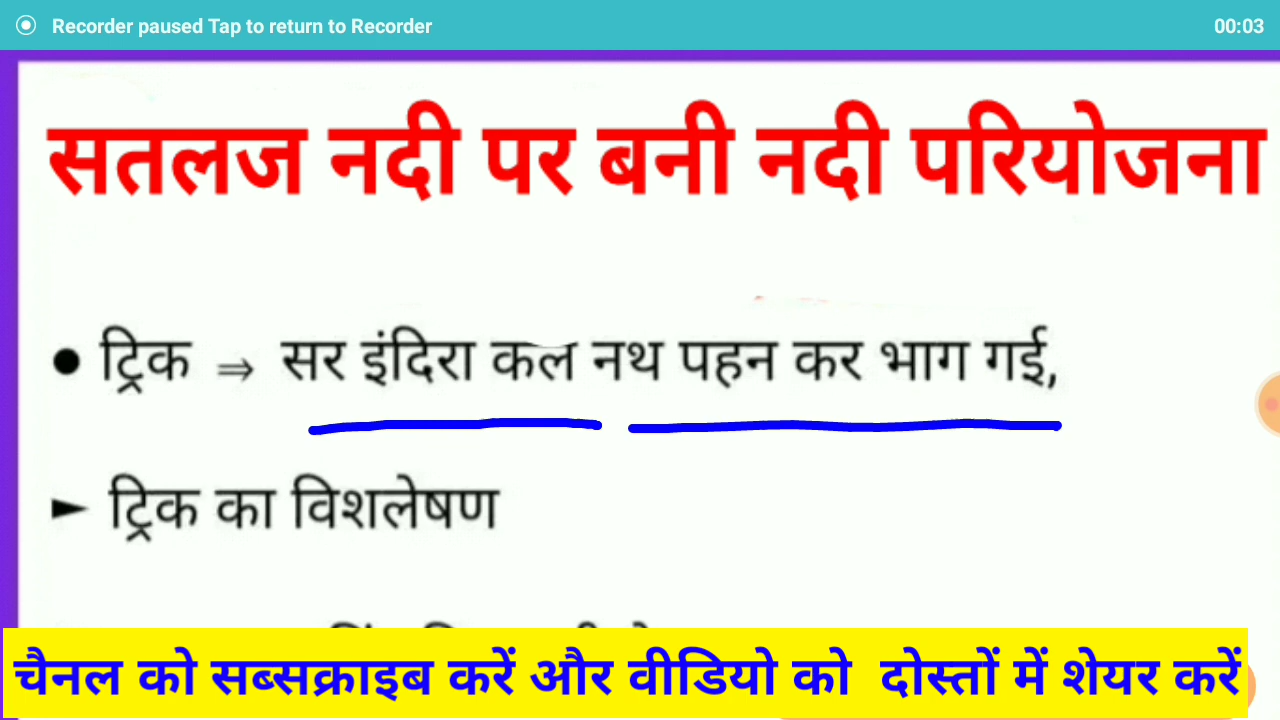 Recorder paused Tap to return to Recorder 00:03
सतलज नदी पर बनी नदी परियोजना
● ट्रिक ⇒ सर इंदिरा कल नथ पहन कर भाग गई,
► ट्रिक का विशलेषण
चैनल को सब्सक्राइब करें और वीडियो को दोस्तों में शेयर करें